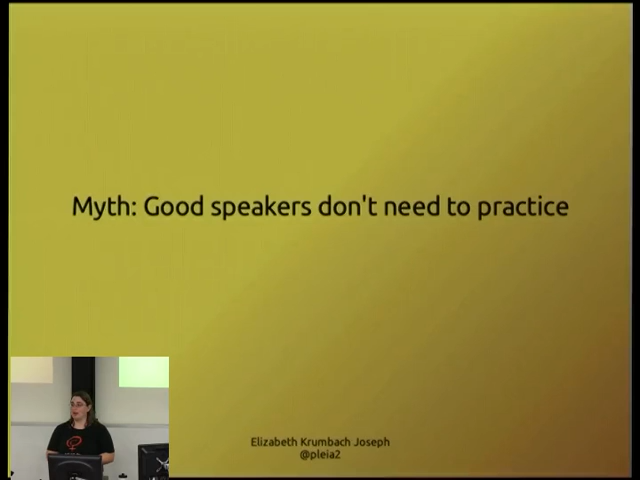 Myth: Good speakers don't need to practice
Elizabeth Krumbach Joseph
@pleia2